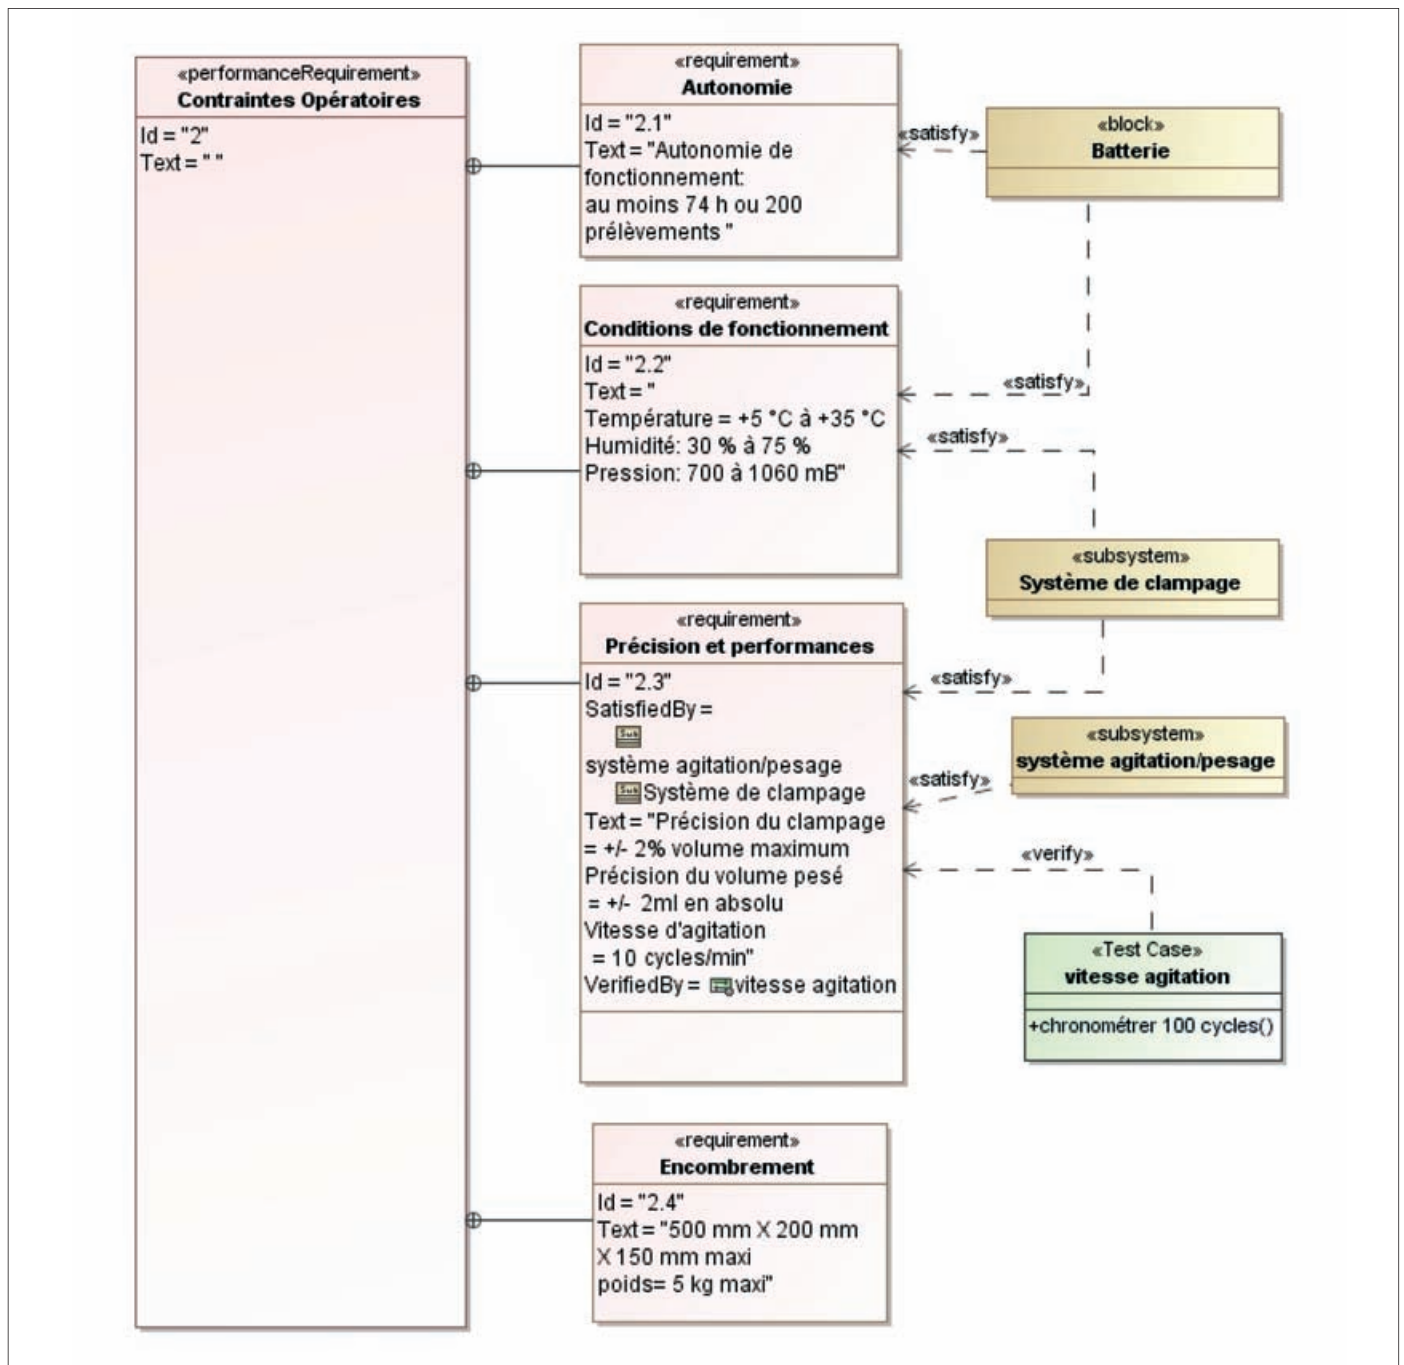 «performanceRequirement»
Contraintes Opératoires
Id = "2"
Text = " "
«requirement»
Autonomie
Id = "2.1"
Text = "Autonomie de
fonctionnement:
au moins 74 h ou 200
prélèvements "
«satisfy»
«block»
Batterie
«requirement»
Conditions de fonctionnement
Id = "2.2"
Text = "
Température = +5 °C à +35 °C
Humidité: 30 % à 75 %
Pression: 700 à 1060 mB"
«satisfy»
«satisfy»
«subsystem»
Système de clampage
«requirement»
Précision et performances
Id = "2.3"
SatisfiedBy =
Sub
système agitation/pesage
Sub Système de clampage
Text = "Précision du clampage
= +/- 2% volume maximum
Précision du volume pesé
= +/- 2ml en absolu
Vitesse d'agitation
= 10 cycles/min"
VerifiedBy = vitesse agitation
«satisfy»
«subsystem»
système agitation/pesage
«satisfy»
«verify»
«Test Case»
vitesse agitation
+chronométrer 100 cycles()
«requirement»
Encombrement
Id = "2.4"
Text = "500 mm X 200 mm
X 150 mm maxi
poids= 5 kg maxi"